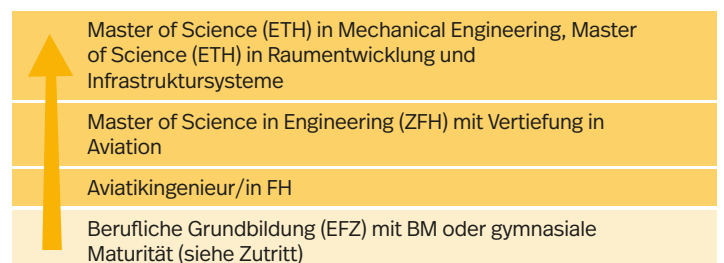 Master of Science (ETH) in Mechanical Engineering, Master
of Science (ETH) in Raumentwicklung und
Infrastruktursysteme
Master of Science in Engineering (ZFH) mit Vertiefung in
Aviation
Aviatikingenieur/in FH
Berufliche Grundbildung (EFZ) mit BM oder gymnasiale
Maturität (siehe Zutritt)